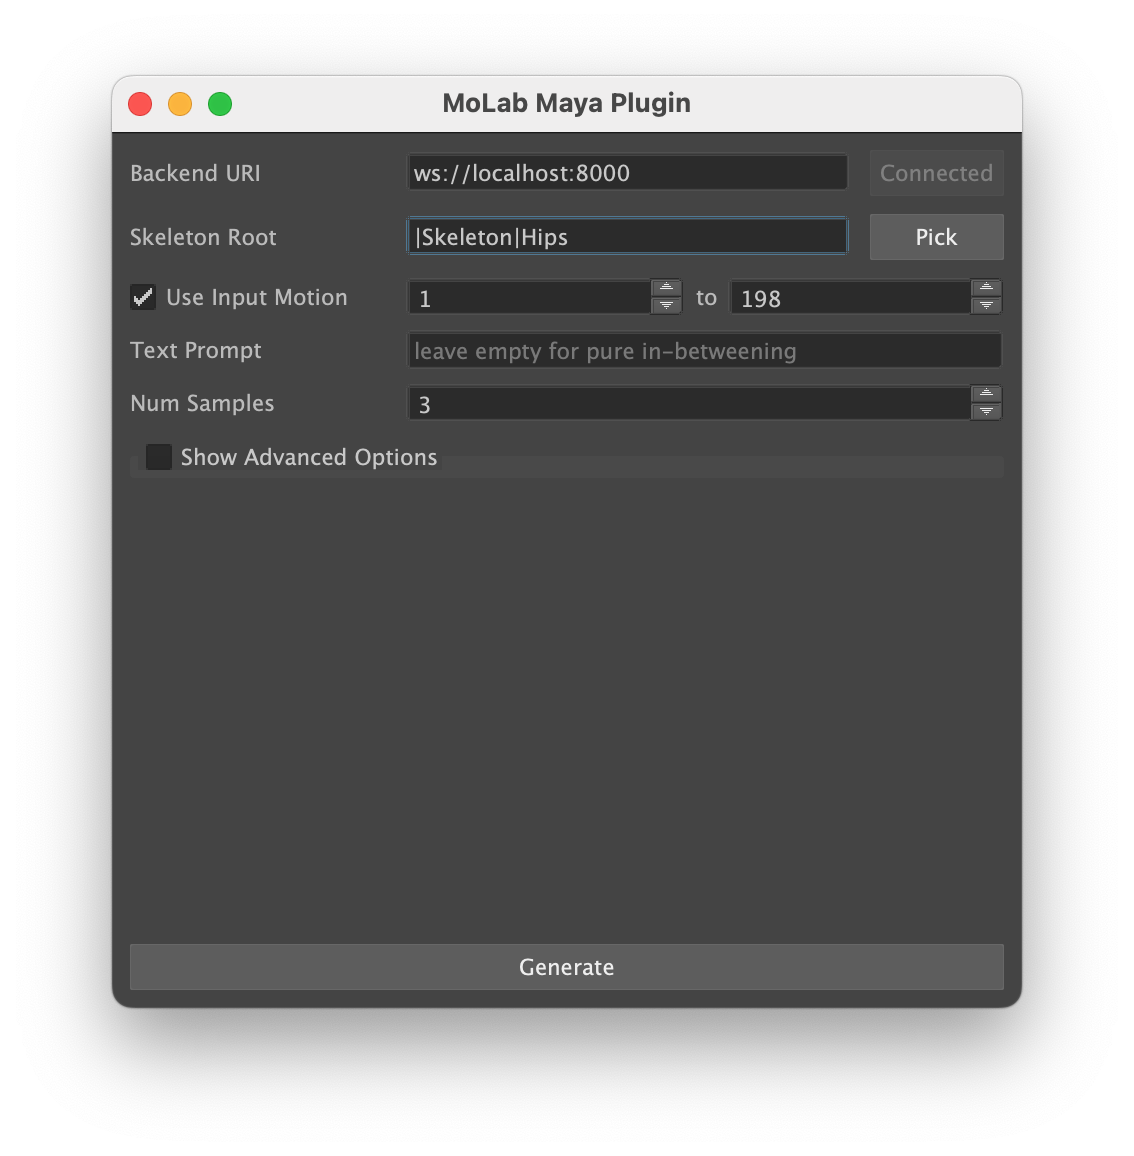 MoLab Maya Plugin
Backend URI ws://localhost:8000 Connected
Skeleton Root |Skeleton|Hips Pick
Use Input Motion 1 to 198
Text Prompt leave empty for pure in-betweening
Num Samples 3
Show Advanced Options
Generate